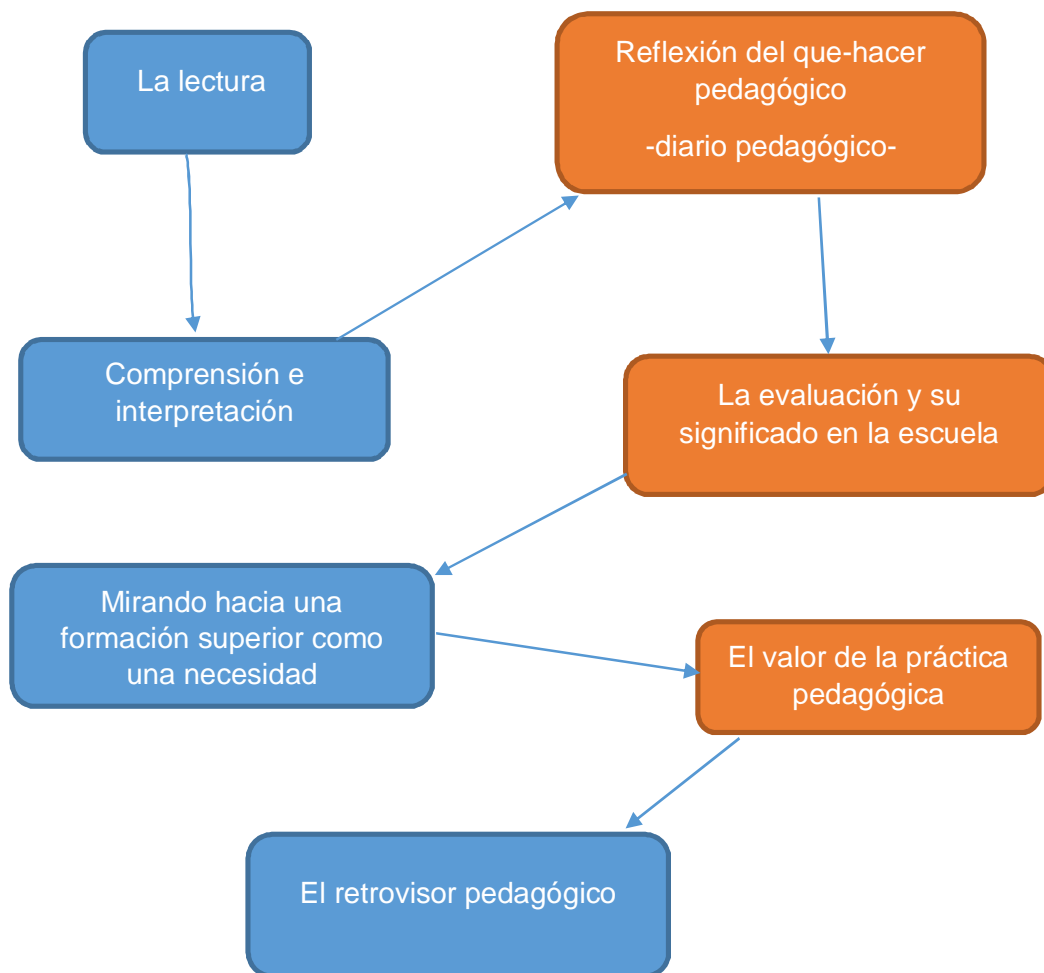 La lectura
Reflexión del que-hacer
pedagógico
-diario pedagógico-
Comprensión e
interpretación
La evaluación y su
significado en la escuela
Mirando hacia una
formación superior como
una necesidad
El valor de la práctica
pedagógica
El retrovisor pedagógico